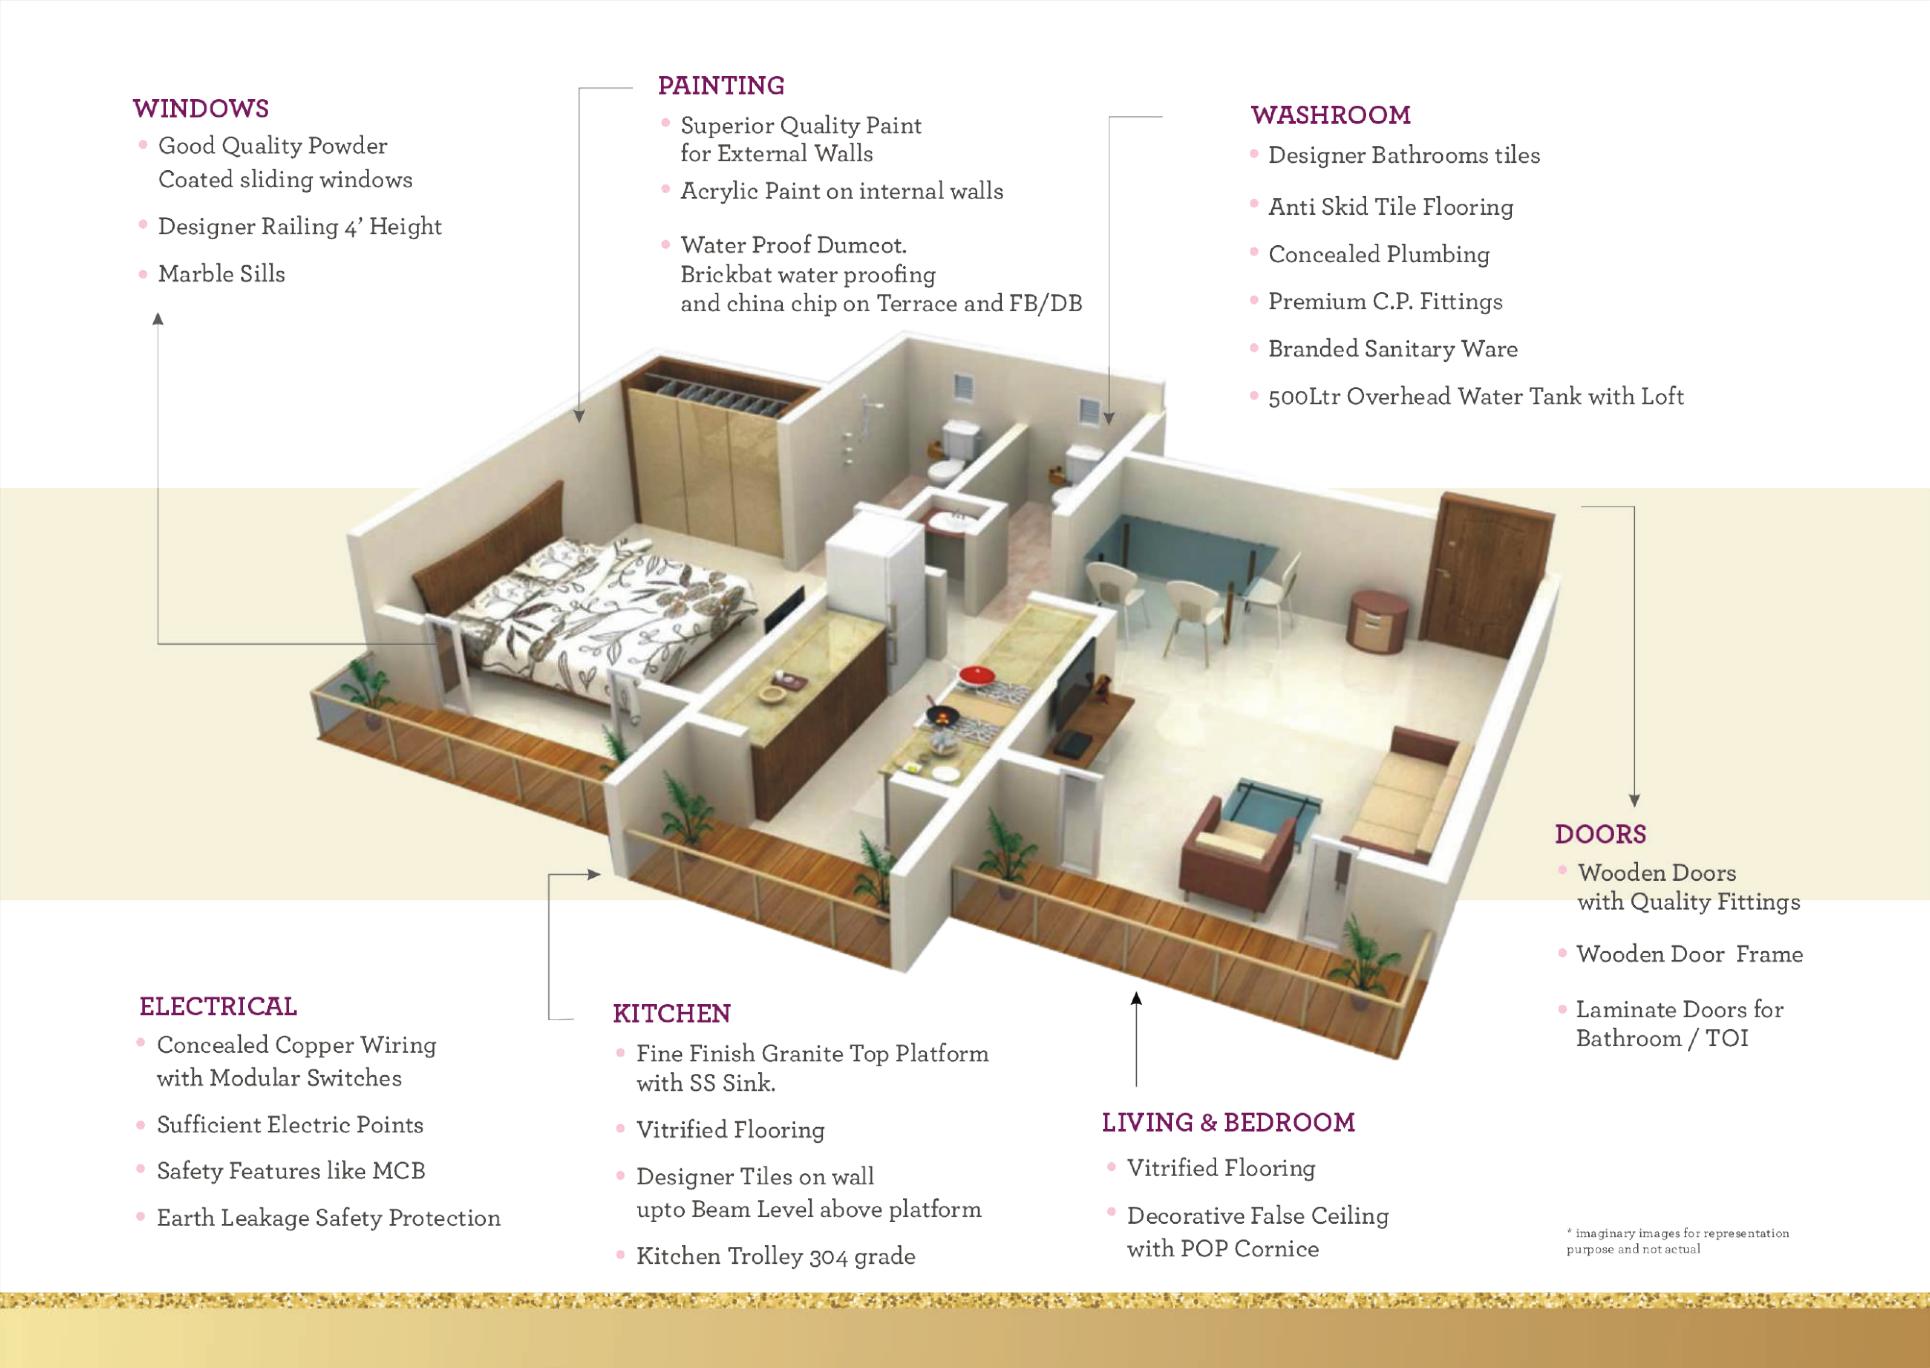 WINDOWS
Good Quality Powder
Coated sliding windows
Designer Railing 4’ Height
Marble Sills
PAINTING
Superior Quality Paint
for External Walls
Acrylic Paint on internal walls
Water Proof Dumcot.
Brickbat water proofing
and china chip on Terrace and FB/DB
WASHROOM
Designer Bathrooms tiles
Anti Skid Tile Flooring
Concealed Plumbing
Premium C.P. Fittings
Branded Sanitary Ware
500Ltr Overhead Water Tank with Loft
DOORS
Wooden Doors
with Quality Fittings
Wooden Door Frame
Laminate Doors for
Bathroom / TOI
ELECTRICAL
Concealed Copper Wiring
with Modular Switches
Sufficient Electric Points
Safety Features like MCB
Earth Leakage Safety Protection
KITCHEN
Fine Finish Granite Top Platform
with SS Sink.
Vitrified Flooring
Designer Tiles on wall
upto Beam Level above platform
Kitchen Trolley 304 grade
LIVING & BEDROOM
Vitrified Flooring
Decorative False Ceiling
with POP Cornice
* imaginary images for representation
purpose and not actual